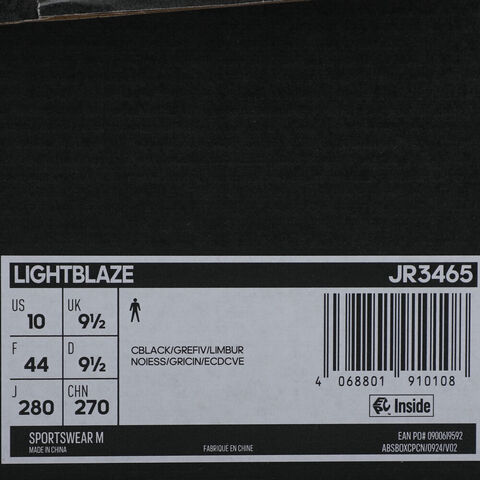 LIGHTBLAZE JR3465
US 10 UK 9½
F 44 D 9½
J 280 CHN 270
CBLACK/GREFIV/LIMBUR
NOIESS/GRICIN/ECDCVE
4 068801 910108
Inside
SPORTSWEAR M
MADE IN CHINA
FABRIQUE EN CHINE
EAN PO# 0900619592
ABSBOXCPCN/0924/V02